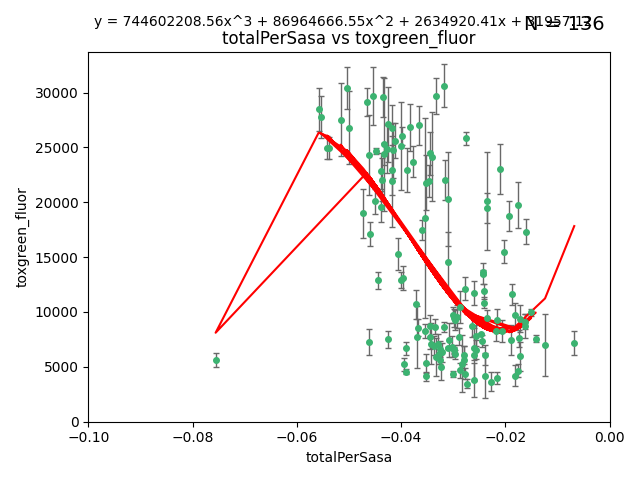 y = 744602208.56x^3 + 86964666.55x^2 + 2634920.41x +
N = 136
totalPerSasa vs toxgreen_fluor
toxgreen_fluor
30000
25000
20000
15000
10000
5000
0
−0.10 −0.08 −0.06 −0.04 −0.02 0.00
totalPerSasa